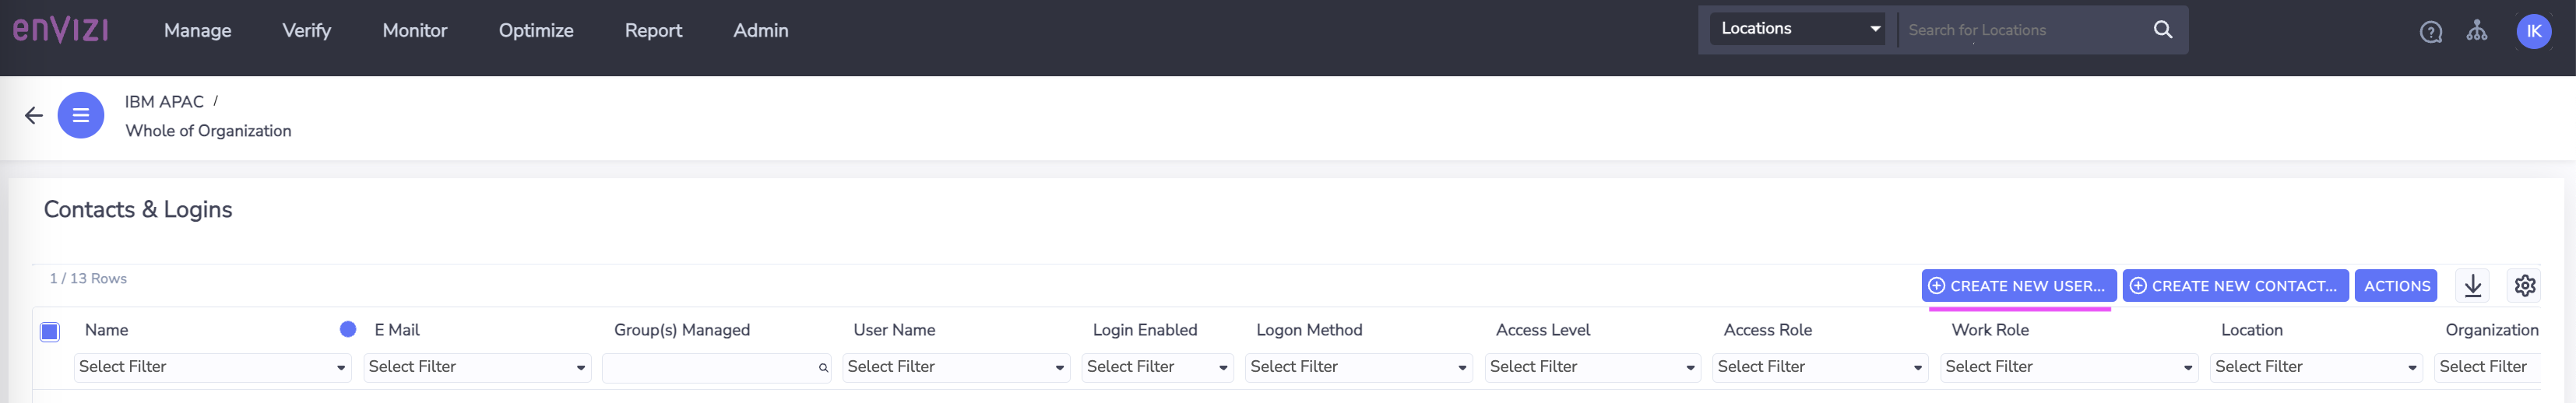 enVIZI Manage Verify Monitor Optimize Report Admin Locations Search for Locations IK
IBM APAC /
Whole of Organization
Contacts & Logins
1 / 13 Rows CREATE NEW USER... CREATE NEW CONTACT... ACTIONS
Name E Mail Group(s) Managed User Name Login Enabled Logon Method Access Level Access Role Work Role Location Organization
Select Filter Select Filter Select Filter Select Filter Select Filter Select Filter Select Filter Select Filter Select Filter Select Filter